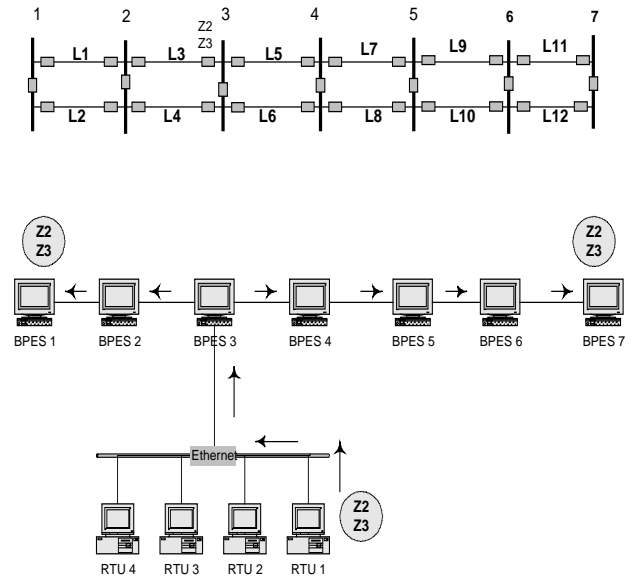 1 2 3 4 5 6 7
Z2
Z3
L1 L3 L5 L7 L9 L11
L2 L4 L6 L8 L10 L12
Z2
Z3
Z2
Z3
BPES 1 BPES 2 BPES 3 BPES 4 BPES 5 BPES 6 BPES 7
Ethernet
Z2
Z3
RTU 4 RTU 3 RTU 2 RTU 1